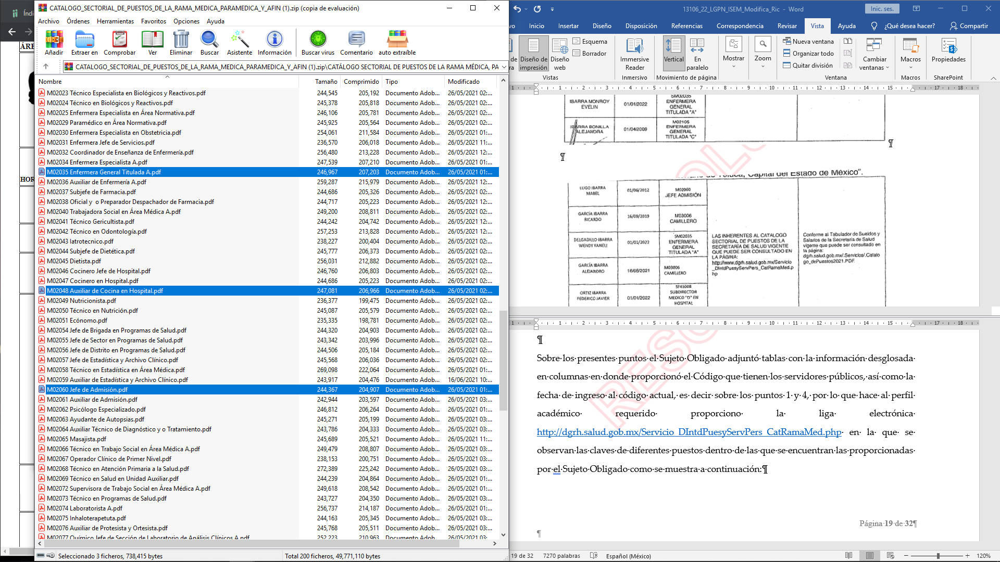 CATALOGO_SECTORIAL_DE_PUESTOS_DE_LA_RAMA_MEDICA_PARAMEDICA_Y_AFIN (1).zip (copia de evaluación)
Archivo Órdenes Herramientas Favoritos Opciones Ayuda
Añadir Extraer en Comprobar Ver Eliminar Buscar Asistente Información Buscar virus Comentario auto extraíble
CATALOGO_SECTORIAL_DE_PUESTOS_DE_LA_RAMA_MEDICA_PARAMEDICA_Y_AFIN (1).zip\CATÁLOGO SECTORIAL DE PUESTOS DE LA RAMA MÉDICA, PA
Nombre Tamaño Comprimido Tipo Modificado
M02023 Técnico Especialista en Biológicos y Reactivos.pdf 244,545 205,192 Documento Adob... 26/05/2021 02:...
M02024 Técnico en Biológicos y Reactivos.pdf 245,378 205,818 Documento Adob... 26/05/2021 02:...
M02025 Enfermera Especialista en Área Normativa.pdf 246,106 205,781 Documento Adob... 26/05/2021 02:...
M02029 Paramédico en Área Normativa.pdf 245,925 205,564 Documento Adob... 26/05/2021 02:...
M02030 Enfermera Especialista en Obstetricia.pdf 254,061 211,584 Documento Adob... 26/05/2021 01:...
M02031 Enfermera Jefe de Servicios.pdf 236,570 206,018 Documento Adob... 26/05/2021 11:...
M02032 Coordinador de Enseñanza de Enfermería.pdf 256,480 213,228 Documento Adob... 26/05/2021 12:...
M02034 Enfermera Especialista A.pdf 247,539 207,210 Documento Adob... 26/05/2021 01:...
M02035 Enfermera General Titulada A.pdf 246,967 207,203 Documento Adob... 26/05/2021 01:...
M02036 Auxiliar de Enfermería A.pdf 259,287 215,979 Documento Adob... 26/05/2021 12:...
M02037 Subjefe de Farmacia.pdf 244,686 205,326 Documento Adob... 26/05/2021 02:...
M02038 Oficial y  o Preparador Despachador de Farmacia.pdf 244,717 205,223 Documento Adob... 26/05/2021 12:...
M02040 Trabajadora Social en Área Médica A.pdf 249,200 208,811 Documento Adob... 26/05/2021 12:...
M02041 Técnico Gericultista.pdf 244,242 204,742 Documento Adob... 26/05/2021 12:...
M02042 Técnico en Odontología.pdf 257,253 213,828 Documento Adob... 26/05/2021 12:...
M02043 Iatrotecnico.pdf 238,227 200,404 Documento Adob... 26/05/2021 02:...
M02044 Subjefe de Dietética.pdf 245,777 206,373 Documento Adob... 26/05/2021 02:...
M02045 Dietista.pdf 256,031 212,882 Documento Adob... 26/05/2021 02:...
M02046 Cocinero Jefe de Hospital.pdf 246,760 206,803 Documento Adob... 26/05/2021 02:...
M02047 Cocinero en Hospital.pdf 244,686 205,223 Documento Adob... 26/05/2021 02:...
M02048 Auxiliar de Cocina en Hospital.pdf 247,081 206,966 Documento Adob... 26/05/2021 02:...
M02049 Nutricionista.pdf 236,377 199,475 Documento Adob... 26/05/2021 02:...
M02050 Técnico en Nutrición.pdf 245,087 205,579 Documento Adob... 26/05/2021 02:...
M02051 Ecónomo.pdf 235,335 198,781 Documento Adob... 26/05/2021 02:...
M02054 Jefe de Brigada en Programas de Salud.pdf 244,320 204,903 Documento Adob... 26/05/2021 02:...
M02055 Jefe de Sector en Programas de Salud.pdf 243,342 203,996 Documento Adob... 26/05/2021 02:...
M02056 Jefe de Distrito en Programas de Salud.pdf 244,506 205,184 Documento Adob... 26/05/2021 02:...
M02057 Jefe de Estadística y Archivo Clínico.pdf 245,568 206,036 Documento Adob... 26/05/2021 02:...
M02058 Técnico en Estadística en Área Médica.pdf 269,098 222,064 Documento Adob... 26/05/2021 02:...
M02059 Auxiliar de Estadística y Archivo Clínico.pdf 243,917 204,476 Documento Adob... 16/06/2021 10:...
M02060 Jefe de Admisión.pdf 244,367 204,907 Documento Adob... 26/05/2021 01:...
M02061 Auxiliar de Admisión.pdf 242,944 203,597 Documento Adob... 26/05/2021 03:...
M02062 Psicólogo Especializado.pdf 246,812 206,264 Documento Adob... 26/05/2021 01:...
M02063 Ayudante de Autopsias.pdf 245,271 205,199 Documento Adob... 26/05/2021 03:...
M02064 Auxiliar Técnico de Diagnóstico y o Tratamiento.pdf 243,786 204,333 Documento Adob... 26/05/2021 03:...
M02065 Masajista.pdf 245,689 205,521 Documento Adob... 26/05/2021 11:...
M02066 Técnico en Trabajo Social en Área Médica A.pdf 249,479 208,807 Documento Adob... 26/05/2021 03:...
M02067 Operador Clínico de Primer Nivel.pdf 238,153 200,751 Documento Adob... 26/05/2021 03:...
M02068 Técnico en Atención Primaria a la Salud.pdf 272,389 225,242 Documento Adob... 26/05/2021 03:...
M02069 Técnico en Salud en Unidad Auxiliar.pdf 244,239 204,864 Documento Adob... 26/05/2021 01:...
M02072 Supervisora de Trabajo Social en Área Médica A.pdf 249,618 208,542 Documento Adob... 26/05/2021 01:...
M02073 Técnico en Programas de Salud.pdf 243,727 204,350 Documento Adob... 26/05/2021 03:...
M02074 Laboratorista A.pdf 256,737 214,187 Documento Adob... 26/05/2021 01:...
M02075 Inhaloterapetuta.pdf 244,163 205,345 Documento Adob... 26/05/2021 03:...
M02076 Auxiliar de Protesista y Ortesista.pdf 245,768 205,511 Documento Adob... 26/05/2021 03:...
M02077 Químico Jefe de Sección de Laboratorio de Análisis Clínicos A.pdf 252,223 210,963 Documento Adob... 26/05/2021 03:...
Seleccionado 3 ficheros, 738,415 bytes Total 200 ficheros, 49,771,110 bytes
Índi
ÁRE
HOR
13106_22_LGPN_ISEM_Modifica_Ric - Word Inic. ses.
vo Inicio Insertar Diseño Disposición Referencias Correspondencia Revisar Vista Ayuda ¿Qué desea hacer? Compartir
de
ra
Diseño de impresión
Diseño web
Esquema
Borrador
Immersive Reader
Vertical
En paralelo
Mostrar
Zoom
Nueva ventana
Organizar todo
Quitar división
Cambiar ventanas
Macros
Propiedades
Vistas Inmersivo Movimiento de página Ventana Macros SharePoint
1 1 2 3 4 5 6 7 8 9 10 11 12 13 14 15 17 18
IBARRA MONROY EVELIN 01/01/2022 SM02035 ENFERMERA GENERAL TITULADA "A"
IBARRA BONILLA ALEJANDRA 01/04/2009 M02105 ENFERMERA GENERAL TITULADA "C"
¶
¶
de Toluca, Capital del Estado de México".
LUGO IBARRA MABEL 01/06/2012 M02060 JEFE ADMISIÓN
GARCÍA IBARRA RICARDO 16/09/2019 M03006 CAMILLERO
DELGADILLO IBARRA WENDY YANELI 01/01/2022 SM02035 ENFERMERA GENERAL TITULADA "A"
GARCÍA IBARRA ALEJANDRO 16/06/2021 M03006 CAMILLERO
ORTIZ IBARRA FEDERICO JAVIER 01/01/2022 SF41008 SUBDIRECTOR MEDICO "D" EN HOSPITAL
LAS INHERENTES AL CATALOGO
SECTORIAL DE PUESTOS DE LA
SECRETARÍA DE SALUD VIGENTE
QUE PUEDE SER CONSULTADO EN
LA PÁGINA:
http://www.dgrh.salud.gob.mx/Servicio
_DIntdPuesyServPers_CatRamaMed.p
hp
Conforme al Tabulador de Sueldos y
Salarios de la Secretaría de Salud
vigente que puede ser consultado en
la página:
dgrh.salud.gob.mx/.Servicios/.Catalo
go_dePuestos2021.PDF.
1 1 2 3 4 5 6 7 8 9 10 11 12 13 14 15 17 18
¶
Sobre los presentes puntos el Sujeto Obligado adjuntó tablas con la información desglosada
en columnas en donde proporcionó el Código que tienen los servidores públicos, así como la
fecha de ingreso al código actual, es decir sobre los puntos 1 y 4, por lo que hace al perfil
académico requerido proporciono la liga electrónica
http://dgrh.salud.gob.mx/Servicio_DIntdPuesyServPers_CatRamaMed.php en la que se
observan las claves de diferentes puestos dentro de las que se encuentran las proporcionadas
por el Sujeto Obligado como se muestra a continuación:¶
Página 19 de 32¶
¶
19 de 32 7270 palabras Español (México) 120%